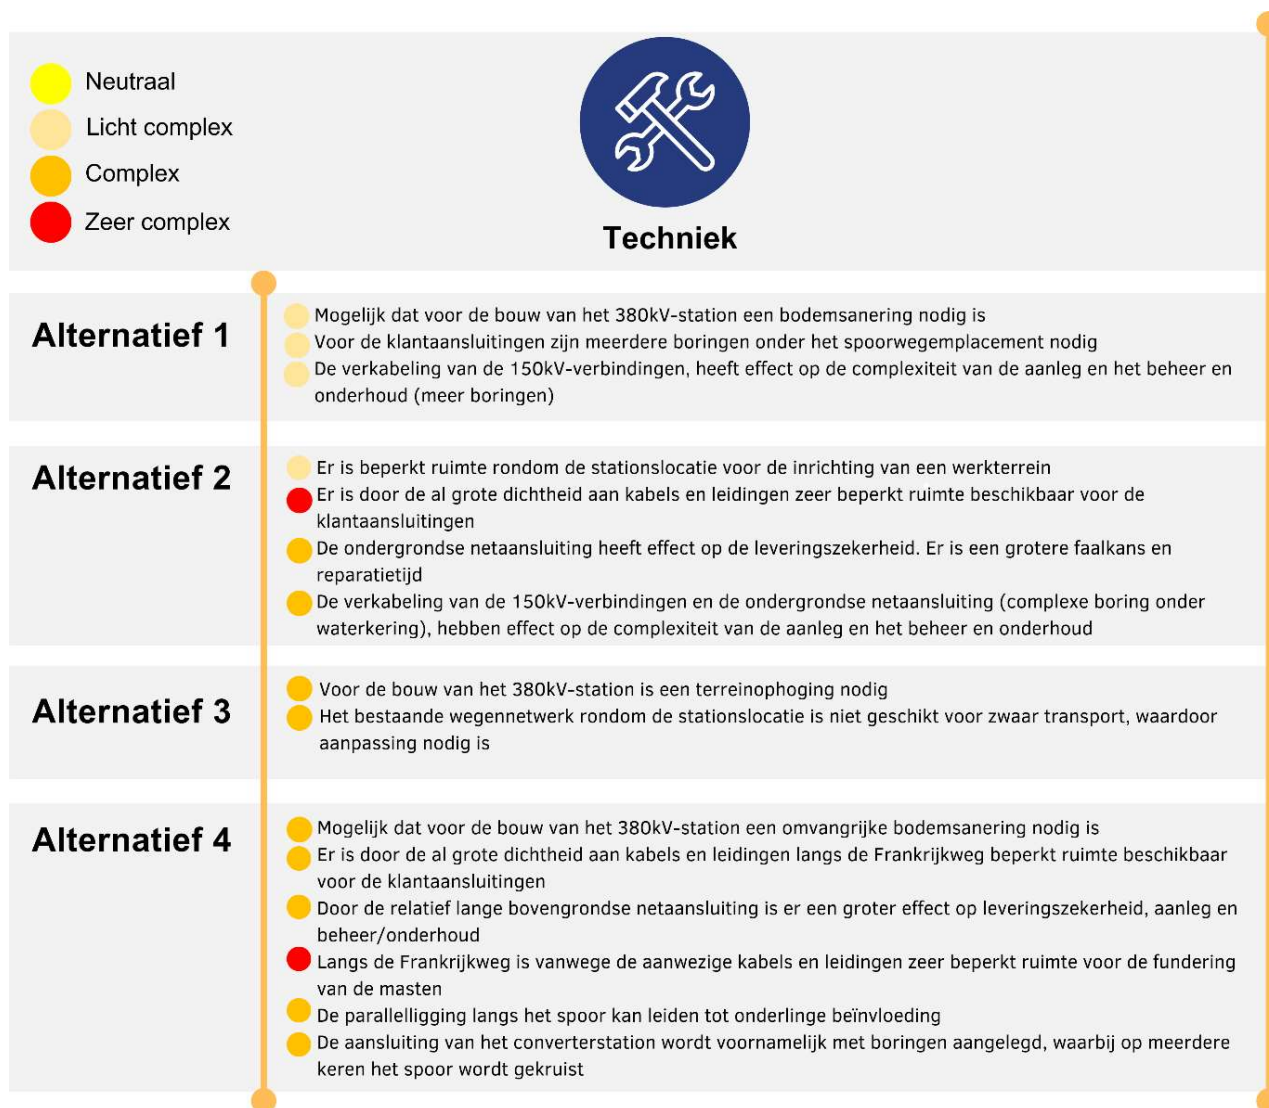 Neutraal
Licht complex
Complex
Zeer complex
Techniek
Alternatief 1
Mogelijk dat voor de bouw van het 380kV-station een bodemsanering nodig is
Voor de klantaansluitingen zijn meerdere boringen onder het spoorwegemplacement nodig
De verkabeling van de 150kV-verbindingen, heeft effect op de complexiteit van de aanleg en het beheer en
onderhoud (meer boringen)
Alternatief 2
Er is beperkt ruimte rondom de stationslocatie voor de inrichting van een werkterrein
Er is door de al grote dichtheid aan kabels en leidingen zeer beperkt ruimte beschikbaar voor de
klantaansluitingen
De ondergrondse netaansluiting heeft effect op de leveringszekerheid. Er is een grotere faalkans en
reparatietijd
De verkabeling van de 150kV-verbindingen en de ondergrondse netaansluiting (complexe boring onder
waterkering), hebben effect op de complexiteit van de aanleg en het beheer en onderhoud
Alternatief 3
Voor de bouw van het 380kV-station is een terreinophoging nodig
Het bestaande wegennetwerk rondom de stationslocatie is niet geschikt voor zwaar transport, waardoor
aanpassing nodig is
Alternatief 4
Mogelijk dat voor de bouw van het 380kV-station een omvangrijke bodemsanering nodig is
Er is door de al grote dichtheid aan kabels en leidingen langs de Frankrijkweg beperkt ruimte beschikbaar
voor de klantaansluitingen
Door de relatief lange bovengrondse netaansluiting is er een groter effect op leveringszekerheid, aanleg en
beheer/onderhoud
Langs de Frankrijkweg is vanwege de aanwezige kabels en leidingen zeer beperkt ruimte voor de fundering
van de masten
De parallelligging langs het spoor kan leiden tot onderlinge beïnvloeding
De aansluiting van het converterstation wordt voornamelijk met boringen aangelegd, waarbij op meerdere
keren het spoor wordt gekruist